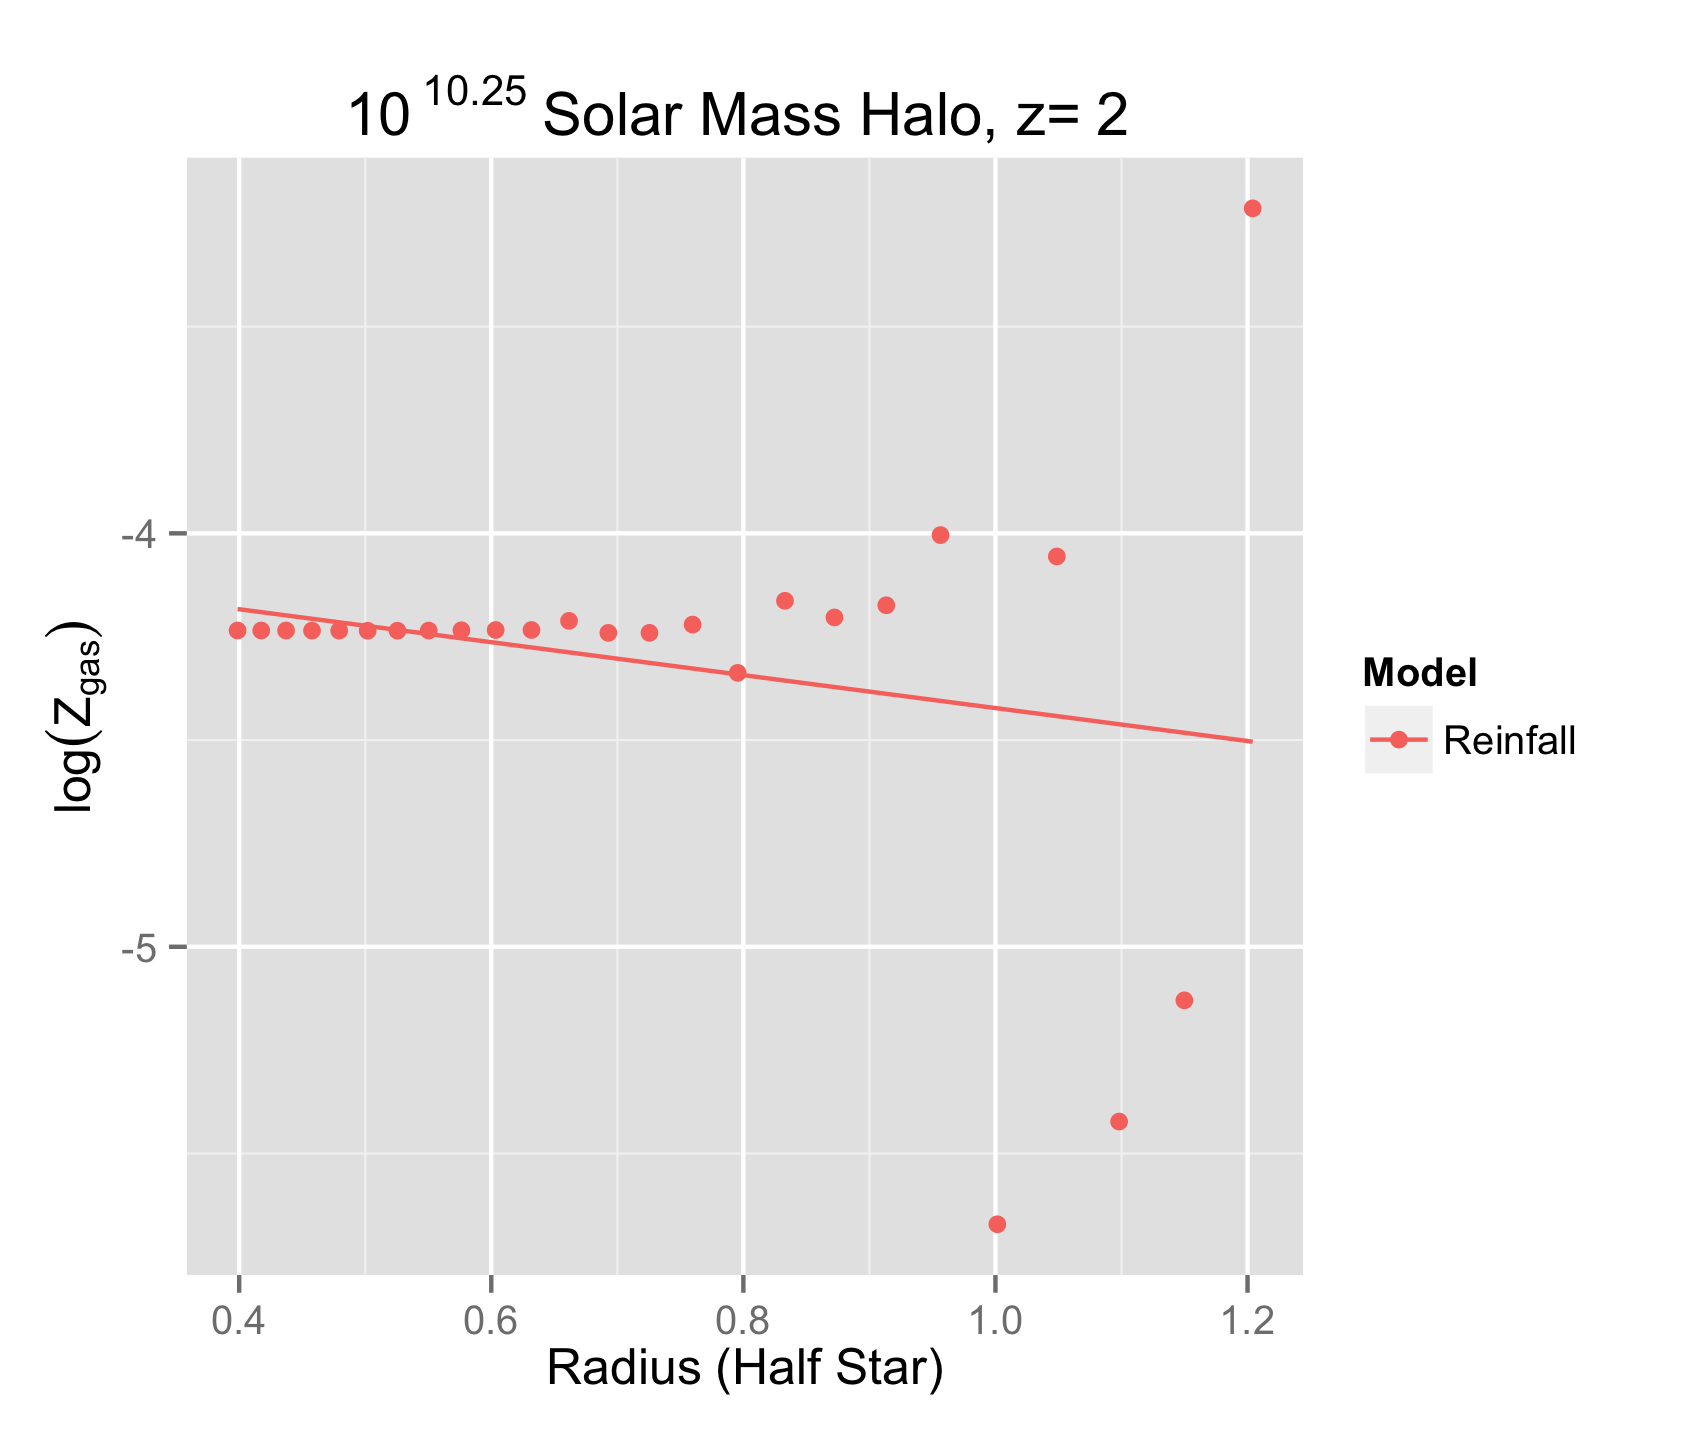 10 10.25 Solar Mass Halo, z= 2
log(Zgas)
-4
-5
0.4 0.6 0.8 1.0 1.2
Radius (Half Star)
Model
Reinfall